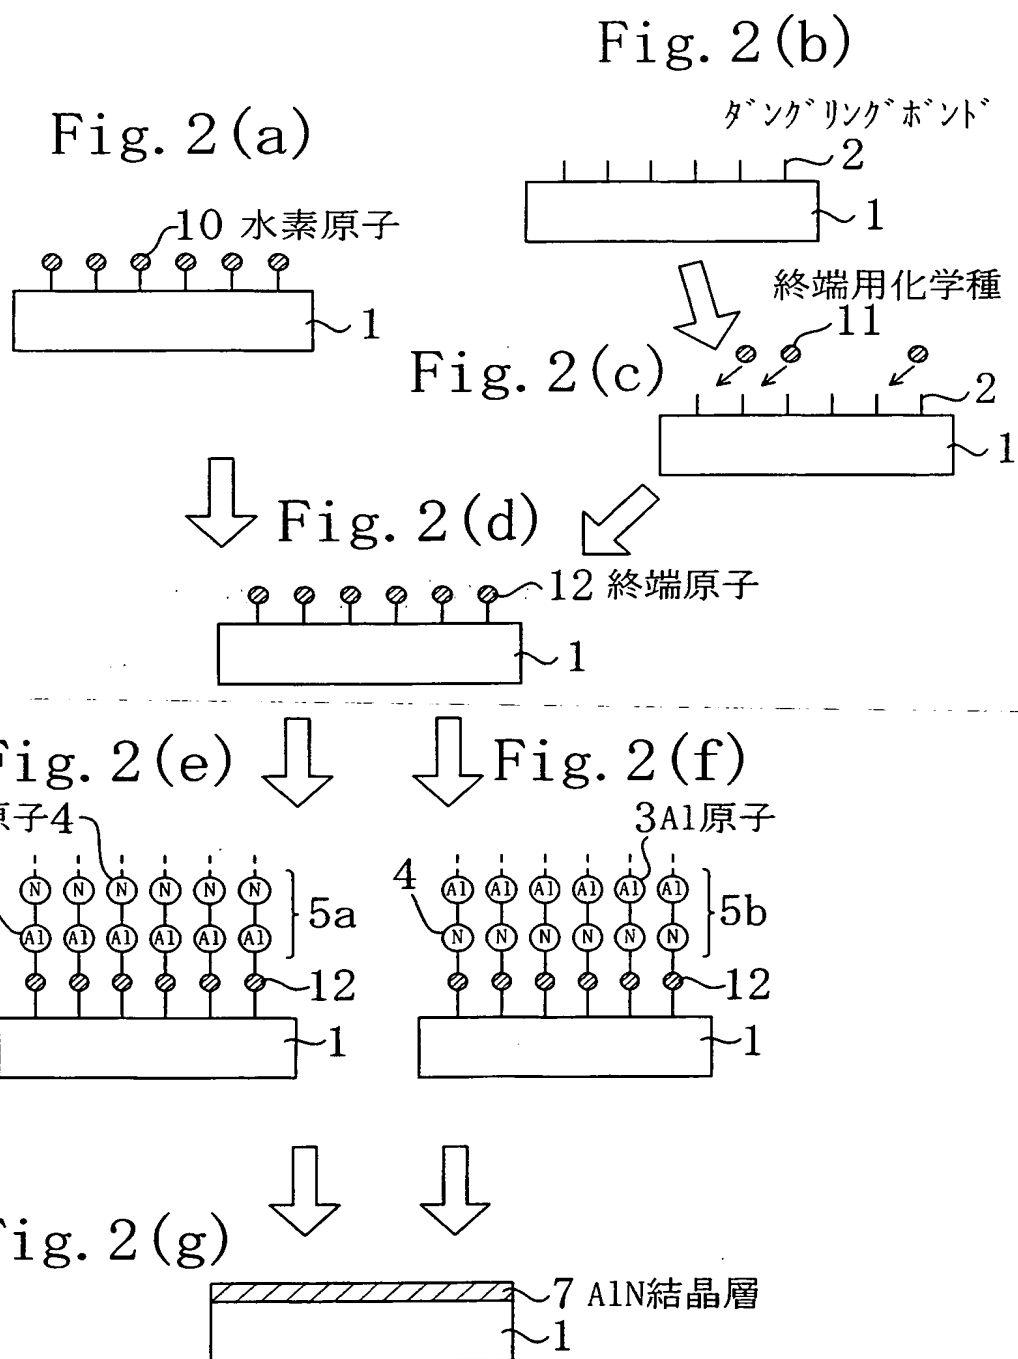 Fig. 2(b)
ﾀﾞﾝｸﾞﾘﾝｸﾞﾎﾞﾝﾄﾞ
2
1
Fig. 2(a)
10 水素原子
1
終端用化学種
11
Fig. 2(c)
2
1
Fig. 2(d)
12 終端原子
1
Fig. 2(e)
Fig. 2(f)
原子4
3Al原子
N N N N N N
Al Al Al Al Al Al
5a
12
1
4
Al Al Al Al Al Al
N N N N N N
5b
12
1
Fig. 2(g)
7 AlN結晶層
1